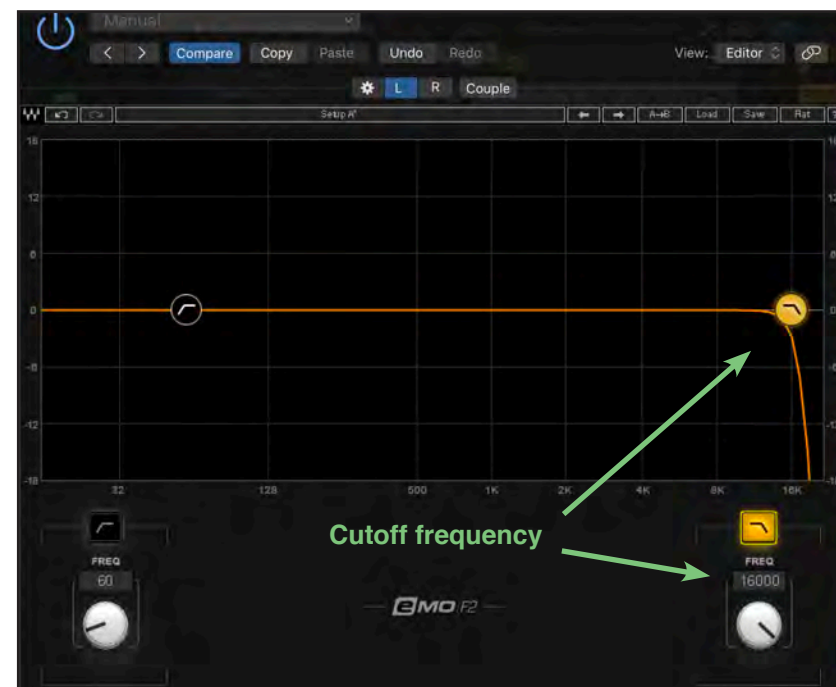 Manual
< > Compare Copy Paste Undo Redo View: Editor
L R Couple
Setup A* A→B Load Save
18
12
6
0 0
-6
-12
-18
32 128 500 1K 2K 4K 8K 16K
Cutoff frequency
FREQ FREQ
60 16000
eMO F2